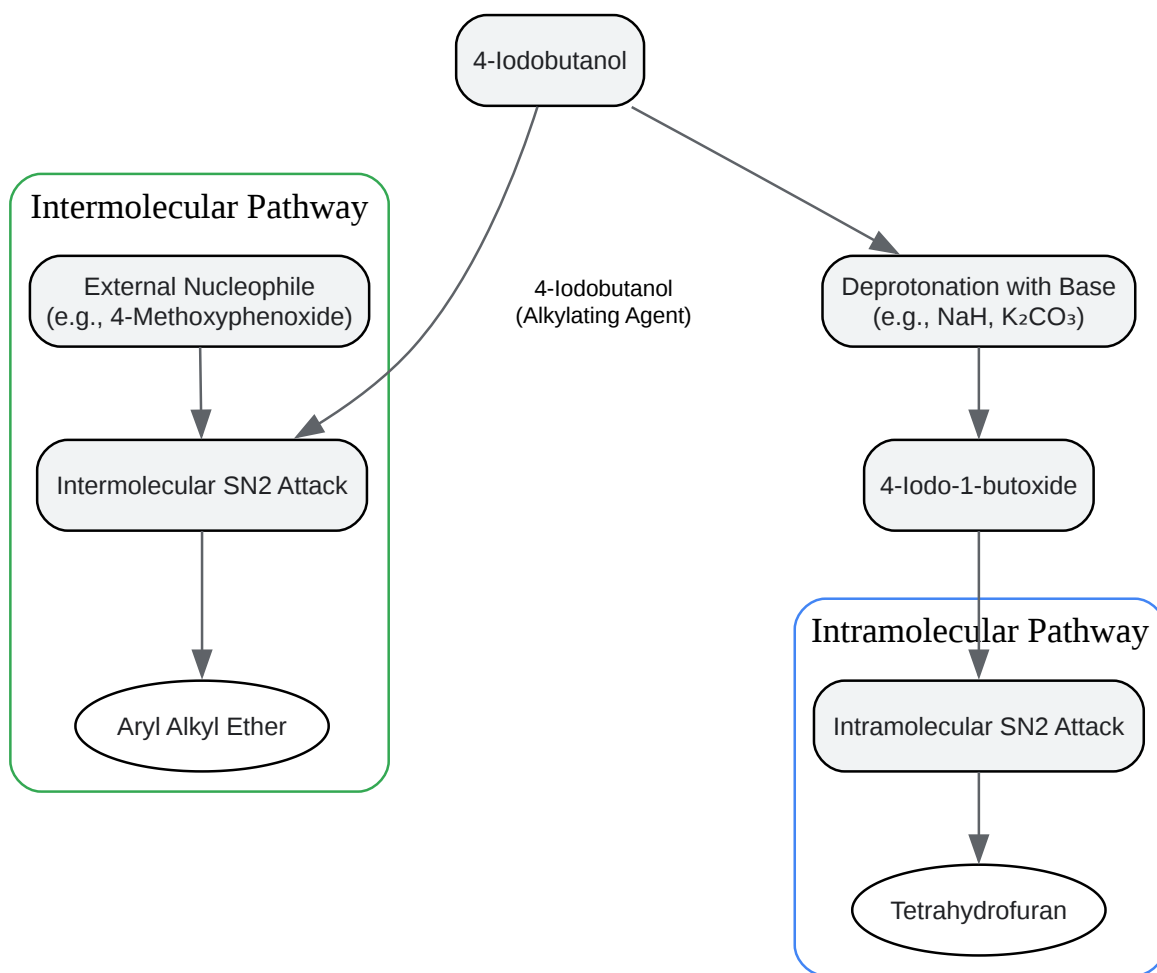 4-Iodobutanol
Intermolecular Pathway
External Nucleophile
(e.g., 4-Methoxyphenoxide)
4-Iodobutanol
(Alkylating Agent)
Deprotonation with Base
(e.g., NaH, K₂CO₃)
Intermolecular SN2 Attack
4-Iodo-1-butoxide
Intramolecular Pathway
Aryl Alkyl Ether
Intramolecular SN2 Attack
Tetrahydrofuran